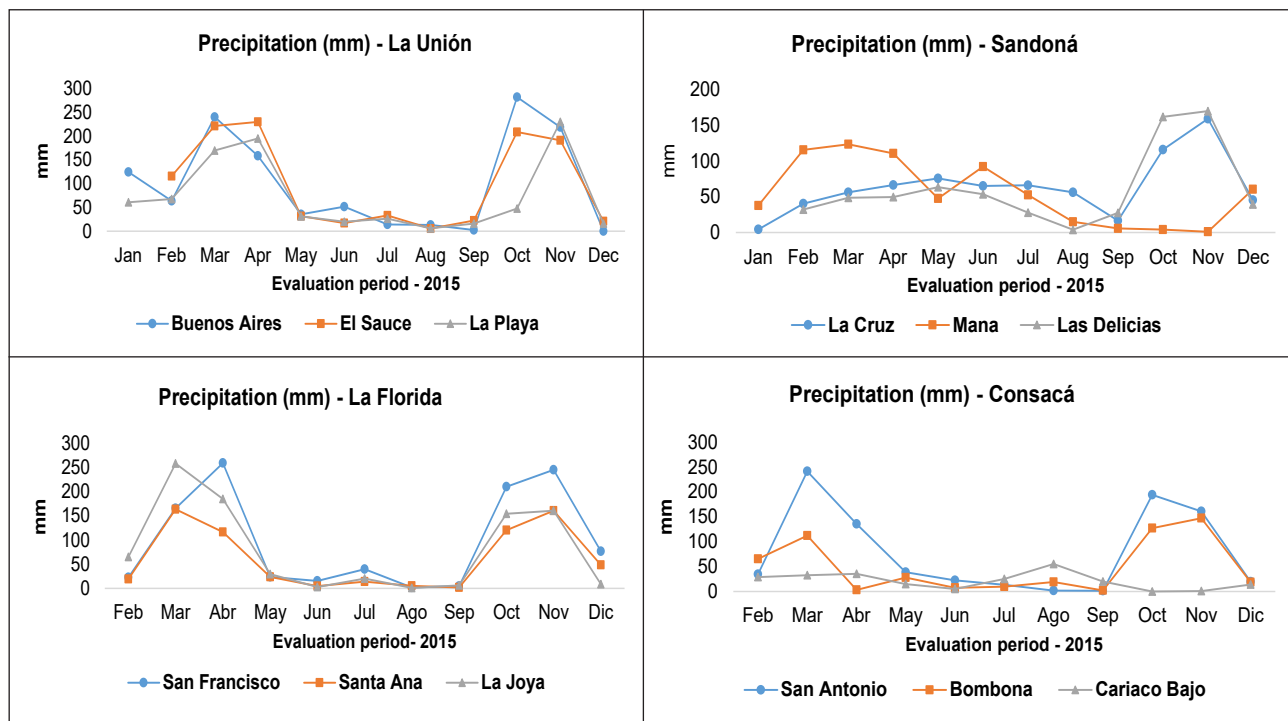 Precipitation (mm) - La Unión
300
250
200
150
100
50
0
mm
Jan Feb Mar Apr May Jun Jul Aug Sep Oct Nov Dec
Evaluation period - 2015
Buenos Aires El Sauce La Playa
Precipitation (mm) - Sandoná
200
150
100
50
0
mm
Jan Feb Mar Apr May Jun Jul Aug Sep Oct Nov Dec
Evaluation period - 2015
La Cruz Mana Las Delicias
Precipitation (mm) - La Florida
300
250
200
150
100
50
0
mm
Feb Mar Abr May Jun Jul Ago Sep Oct Nov Dic
Evaluation period- 2015
San Francisco Santa Ana La Joya
Precipitation (mm) - Consacá
300
250
200
150
100
50
0
mm
Feb Mar Apr May Jun Jul Ago Sep Oct Nov Dic
Evaluation period - 2015
San Antonio Bombona Cariaco Bajo